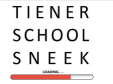 TIENER
SCHOOL
SNEEK
LOADING....